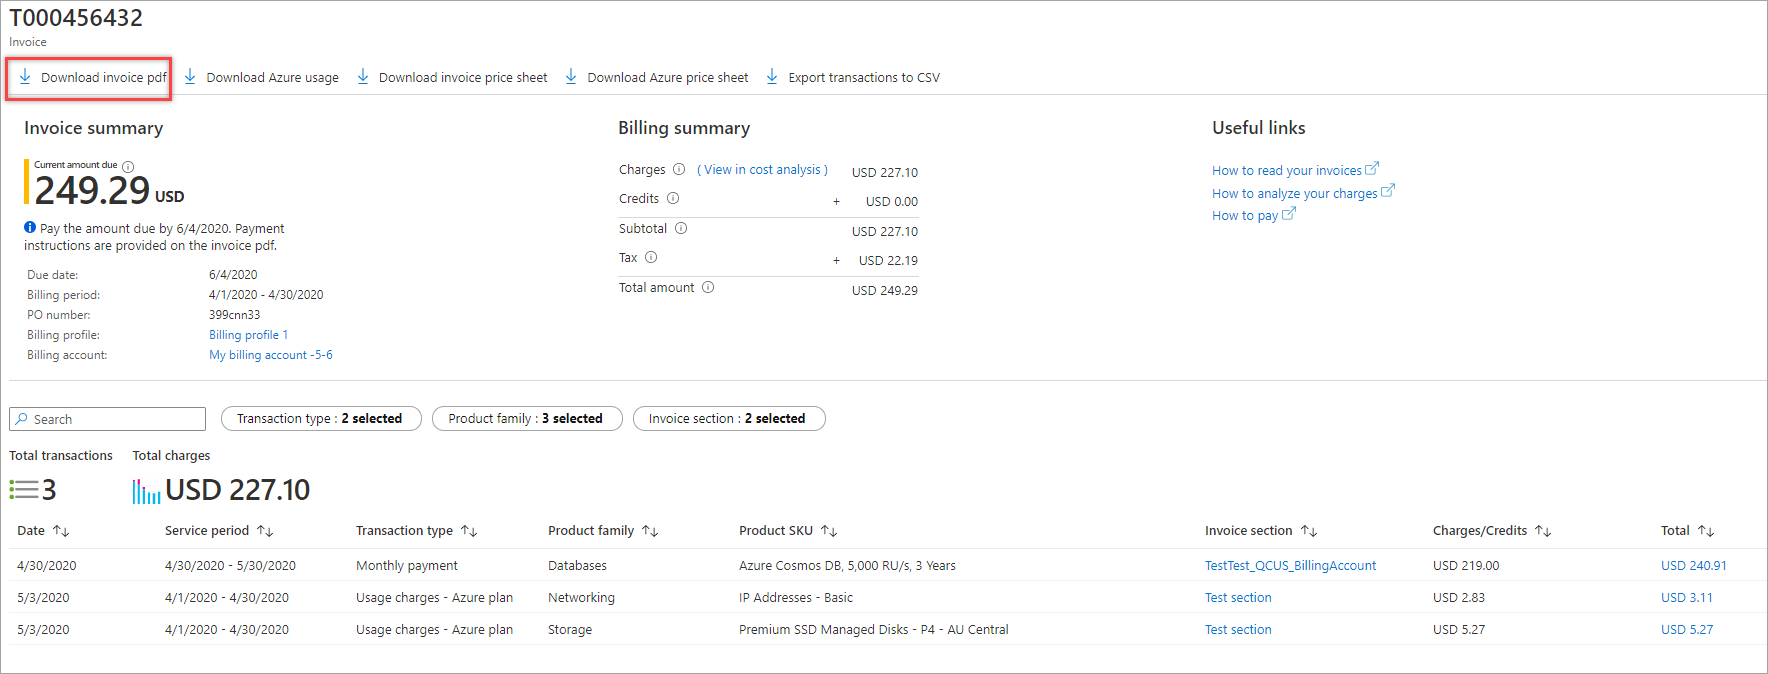 T000456432
Invoice
Download invoice pdf Download Azure usage Download invoice price sheet Download Azure price sheet Export transactions to CSV
Invoice summary
Current amount due
249.29 USD
Pay the amount due by 6/4/2020. Payment
instructions are provided on the invoice pdf.
Due date: 6/4/2020
Billing period: 4/1/2020 - 4/30/2020
PO number: 399cnn33
Billing profile: Billing profile 1
Billing account: My billing account -5-6
Billing summary
Charges (View in cost analysis) USD 227.10
Credits + USD 0.00
Subtotal USD 227.10
Tax + USD 22.19
Total amount USD 249.29
Useful links
How to read your invoices
How to analyze your charges
How to pay
Search Transaction type : 2 selected Product family : 3 selected Invoice section : 2 selected
Total transactions Total charges
3 USD 227.10
Date Service period Transaction type Product family Product SKU Invoice section Charges/Credits Total
4/30/2020 4/30/2020 - 5/30/2020 Monthly payment Databases Azure Cosmos DB, 5,000 RU/s, 3 Years TestTest_QCUS_BillingAccount USD 219.00 USD 240.91
5/3/2020 4/1/2020 - 4/30/2020 Usage charges - Azure plan Networking IP Addresses - Basic Test section USD 2.83 USD 3.11
5/3/2020 4/1/2020 - 4/30/2020 Usage charges - Azure plan Storage Premium SSD Managed Disks - P4 - AU Central Test section USD 5.27 USD 5.27